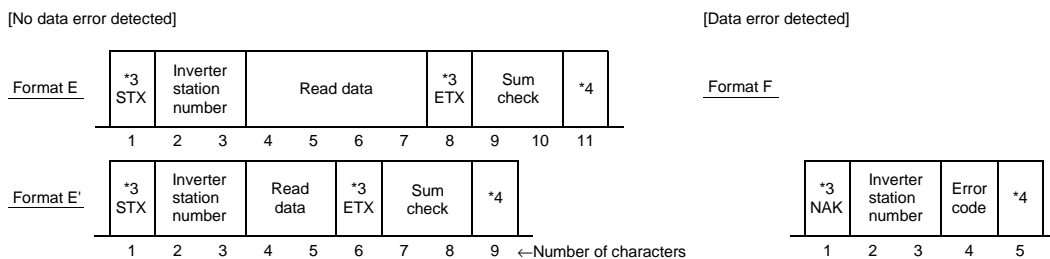 [No data error detected]
[Data error detected]
Format E
*3 STX
Inverter station number
Read data
*3 ETX
Sum check
*4
1 2 3 4 5 6 7 8 9 10 11
Format F
Format E'
*3 STX
Inverter station number
Read data
*3 ETX
Sum check
*4
1 2 3 4 5 6 7 8 9 ←Number of characters
*3 NAK
Inverter station number
Error code
*4
1 2 3 4 5